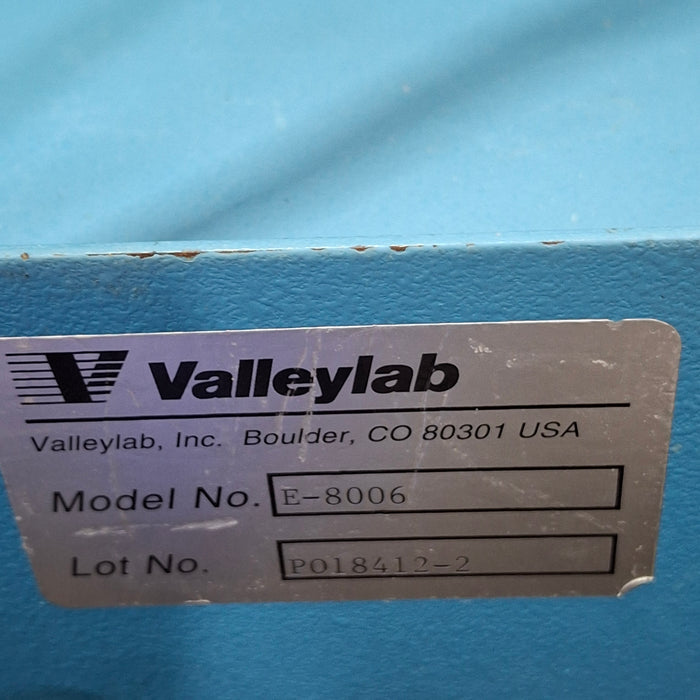 Valleylab
Valleylab, Inc. Boulder, CO 80301 USA
Model No. E-8006
Lot No. P018412-2